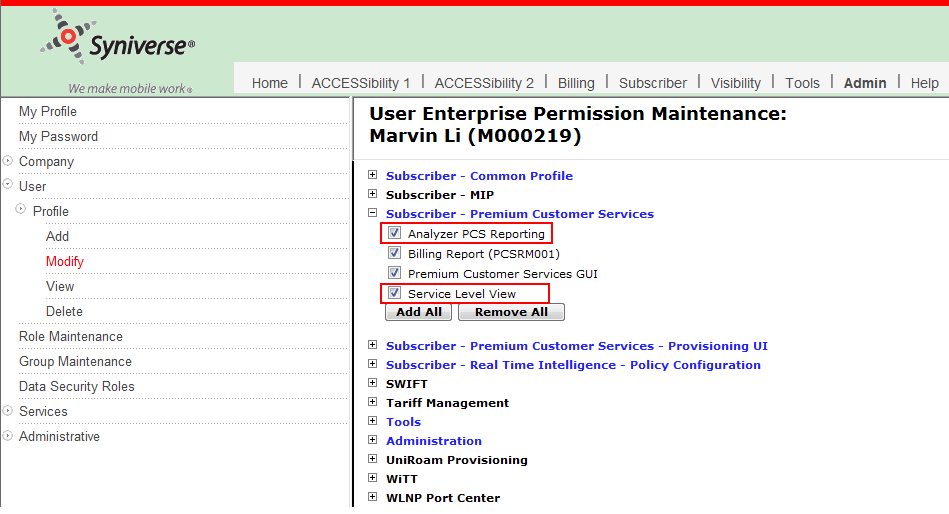 Syniverse®
We make mobile work®
Home | ACCESSibility 1 | ACCESSibility 2 | Billing | Subscriber | Visibility | Tools | Admin | Help
My Profile
My Password
Company
User
Profile
Add
Modify
View
Delete
Role Maintenance
Group Maintenance
Data Security Roles
Services
Administrative
User Enterprise Permission Maintenance:
Marvin Li (M000219)
Subscriber - Common Profile
Subscriber - MIP
Subscriber - Premium Customer Services
Analyzer PCS Reporting
Billing Report (PCSRM001)
Premium Customer Services GUI
Service Level View
Add All Remove All
Subscriber - Premium Customer Services - Provisioning UI
Subscriber - Real Time Intelligence - Policy Configuration
SWIFT
Tariff Management
Tools
Administration
UniRoam Provisioning
WiTT
WLNP Port Center